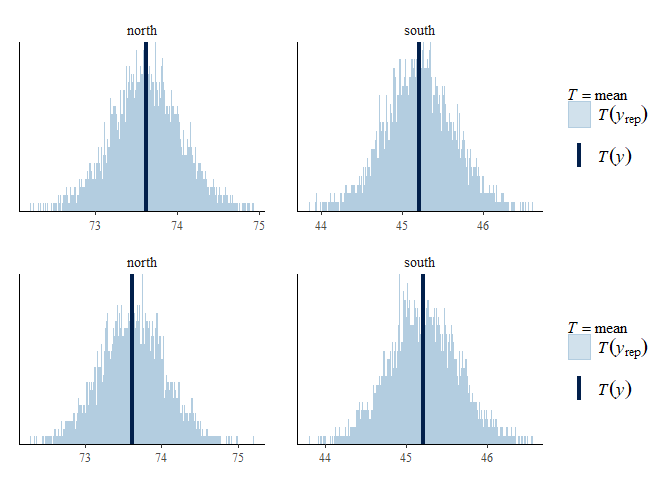 north
south
73 74 75
44 45 46
T = mean
T(yrep)
T(y)
north
south
73 74 75
44 45 46
T = mean
T(yrep)
T(y)